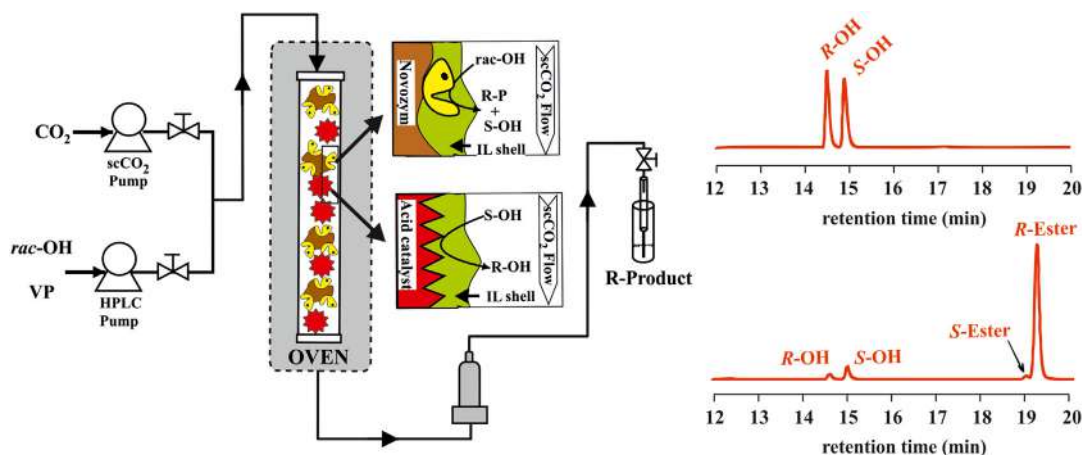 CO2
scCO2
Pump
rac-OH
VP
HPLC
Pump
OVEN
Novozym
rac-OH
R-P
+
S-OH
IL shell
scCO2 Flow
Acid catalyst
S-OH
R-OH
IL shell
scCO2 Flow
R-Product
R-OH
S-OH
12 13 14 15 16 17 18 19 20
retention time (min)
R-Ester
S-Ester
R-OH
S-OH
12 13 14 15 16 17 18 19 20
retention time (min)